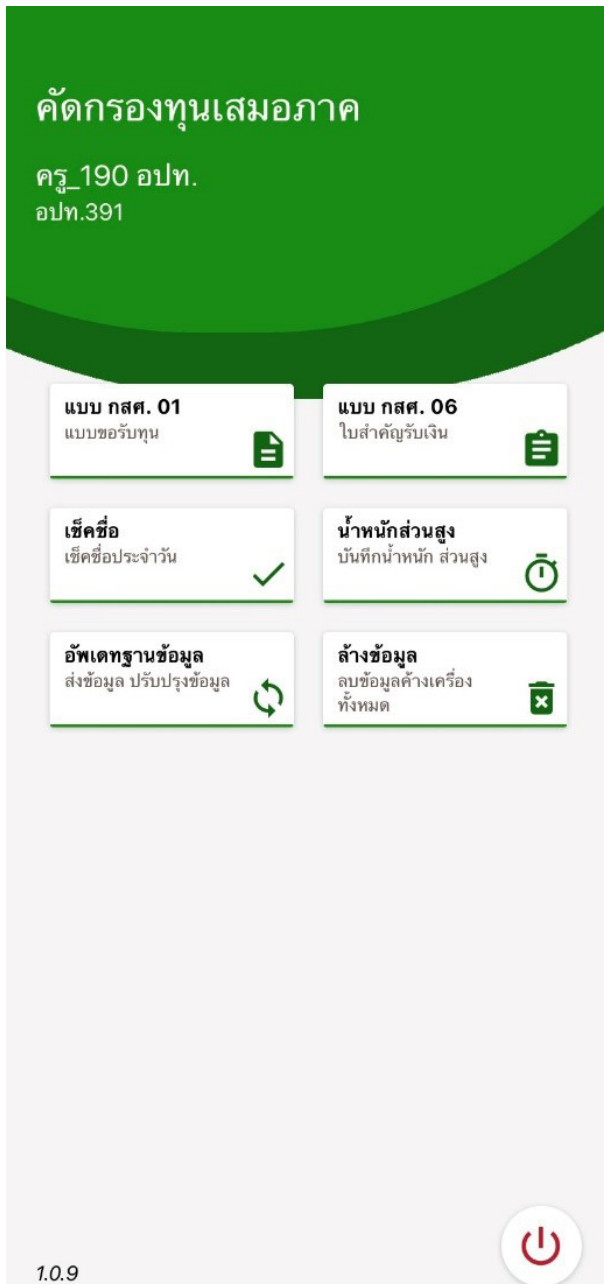 คัดกรองทุนเสมอภาค
ครู_190 อปท.
อปท.391
แบบ กสศ. 01
แบบขอรับทุน
แบบ กสศ. 06
ใบสำคัญรับเงิน
เช็คชื่อ
เช็คชื่อประจำวัน
น้ำหนักส่วนสูง
บันทึกน้ำหนัก ส่วนสูง
อัพเดทฐานข้อมูล
ส่งข้อมูล ปรับปรุงข้อมูล
ล้างข้อมูล
ลบข้อมูลค้างเครื่อง
ทั้งหมด
1.0.9